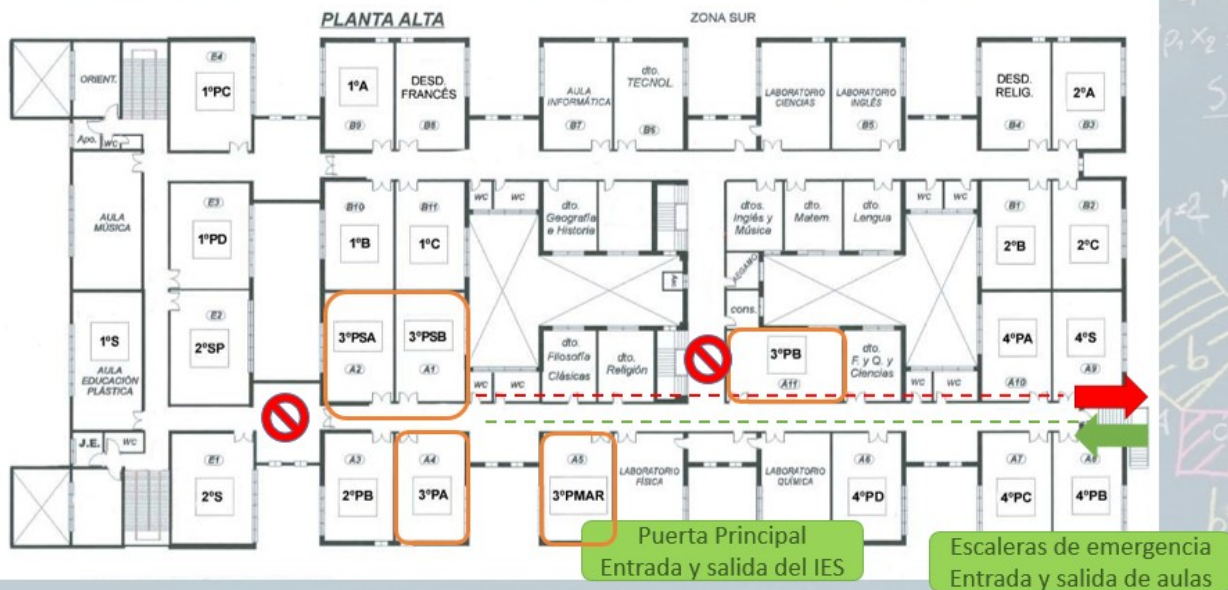 PLANTA ALTA
ZONA SUR
ORIENT.
E4
1ºPC
1ºA
B9
DESD.
FRANCÉS
B8
AULA
INFORMÁTICA
B7
dto.
TECNOL.
B6
LABORATORIO
CIENCIAS
LABORATORIO
INGLÉS
B5
DESD.
RELIG.
B4
2ºA
B3
Apo.
WC
AULA
MÚSICA
E3
1ºPD
B10
1ºB
B11
1ºC
WC
WC
dto.
Geografía
e Historia
dtos.
Inglés y
Música
dto.
Matem.
dto.
Lengua
WC
WC
B1
2ºB
B2
2ºC
cons.
1ºS
AULA
EDUCACIÓN
PLÁSTICA
E2
2ºSP
3ºPSA
A2
3ºPSB
A1
WC
WC
dto.
Filosofía
Clásicas
dto.
Religión
3ºPB
A11
dto.
F. y Q. y
Ciencias
WC
WC
4ºPA
A10
4ºS
A9
J.E.
WC
E1
2ºS
A3
2ºPB
A4
3ºPA
A5
3ºPMAR
LABORATORIO
FÍSICA
LABORATORIO
QUÍMICA
A6
4ºPD
A7
4ºPC
A8
4ºPB
Puerta Principal
Entrada y salida del IES
Escaleras de emergencia
Entrada y salida de aulas